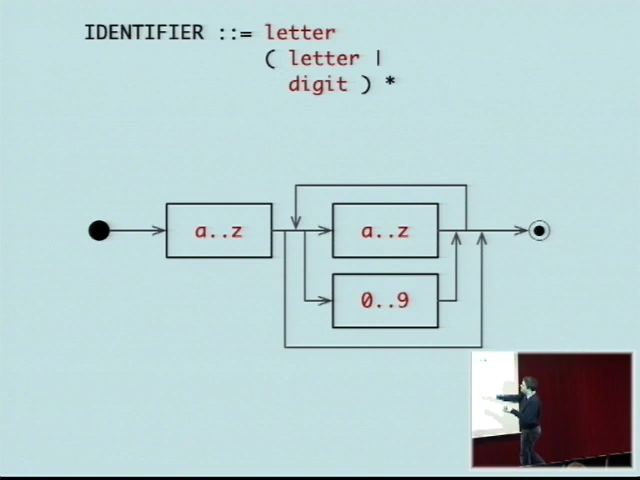 IDENTIFIER ::= letter
( letter |
digit ) *
a..z
a..z
0..9